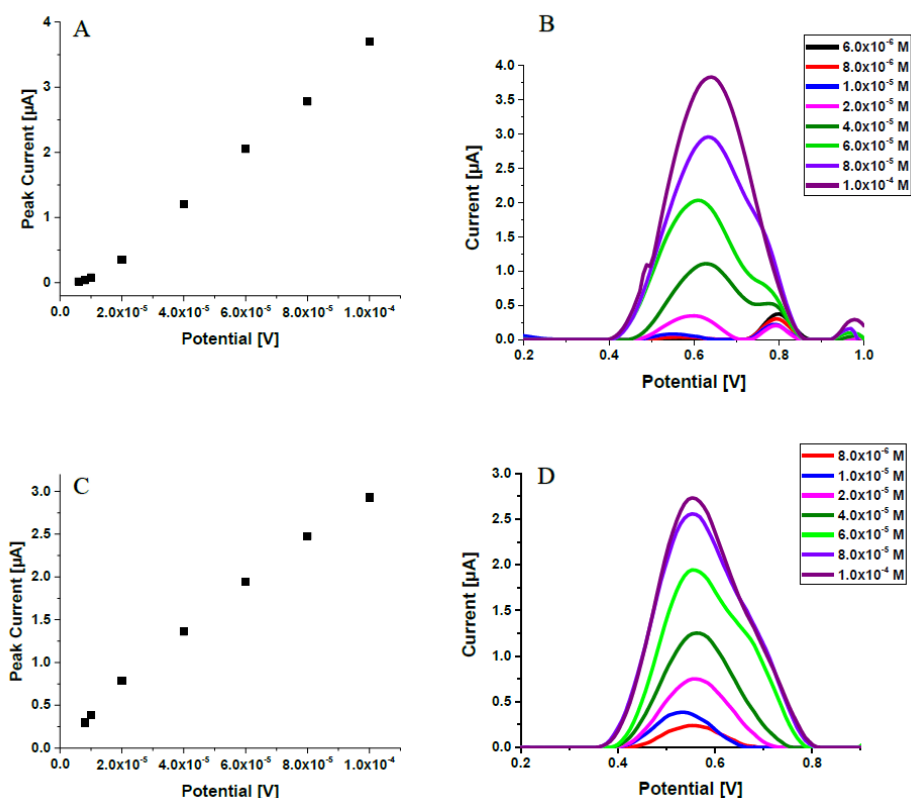 A
Peak Current [µA]
4
3
2
1
0
0.0 2.0x10⁻⁵ 4.0x10⁻⁵ 6.0x10⁻⁵ 8.0x10⁻⁵ 1.0x10⁻⁴
Potential [V]
B
Current [µA]
4.0
3.5
3.0
2.5
2.0
1.5
1.0
0.5
0.0
0.2 0.4 0.6 0.8 1.0
Potential [V]
6.0x10⁻⁶ M
8.0x10⁻⁶ M
1.0x10⁻⁵ M
2.0x10⁻⁵ M
4.0x10⁻⁵ M
6.0x10⁻⁵ M
8.0x10⁻⁵ M
1.0x10⁻⁴ M
C
Peak Current [µA]
3.0
2.5
2.0
1.5
1.0
0.5
0.0
0.0 2.0x10⁻⁵ 4.0x10⁻⁵ 6.0x10⁻⁵ 8.0x10⁻⁵ 1.0x10⁻⁴
Potential [V]
D
Current [µA]
3.0
2.5
2.0
1.5
1.0
0.5
0.0
0.2 0.4 0.6 0.8
Potential [V]
8.0x10⁻⁶ M
1.0x10⁻⁵ M
2.0x10⁻⁵ M
4.0x10⁻⁵ M
6.0x10⁻⁵ M
8.0x10⁻⁵ M
1.0x10⁻⁴ M